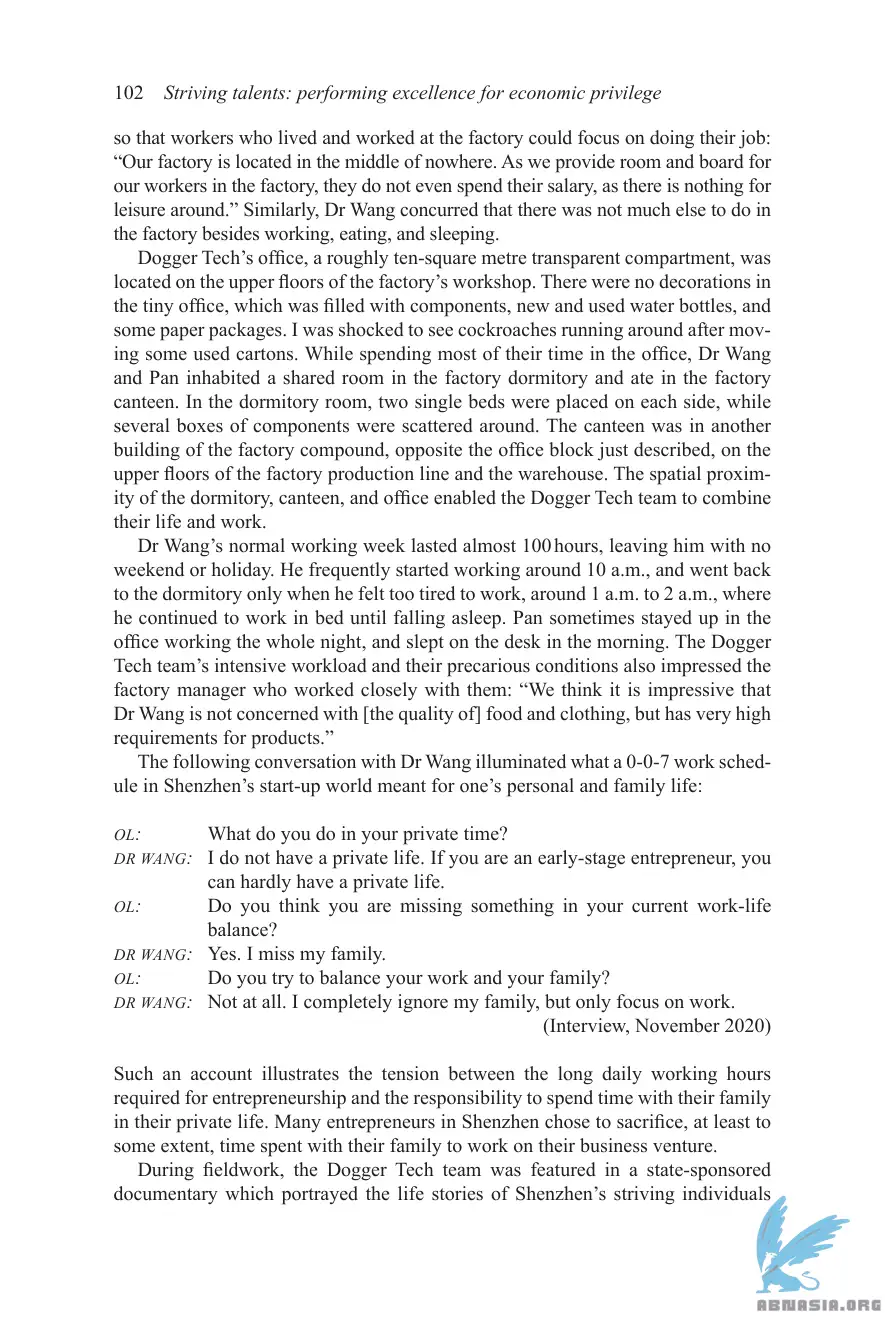 102 Striving talents: performing excellence for economic privilege
so that workers who lived and worked at the factory could focus on doing their job:
“Our factory is located in the middle of nowhere. As we provide room and board for
our workers in the factory, they do not even spend their salary, as there is nothing for
leisure around.” Similarly, Dr Wang concurred that there was not much else to do in
the factory besides working, eating, and sleeping.
Dogger Tech’s office, a roughly ten-square metre transparent compartment, was
located on the upper floors of the factory’s workshop. There were no decorations in
the tiny office, which was filled with components, new and used water bottles, and
some paper packages. I was shocked to see cockroaches running around after mov-
ing some used cartons. While spending most of their time in the office, Dr Wang
and Pan inhabited a shared room in the factory dormitory and ate in the factory
canteen. In the dormitory room, two single beds were placed on each side, while
several boxes of components were scattered around. The canteen was in another
building of the factory compound, opposite the office block just described, on the
upper floors of the factory production line and the warehouse. The spatial proxim-
ity of the dormitory, canteen, and office enabled the Dogger Tech team to combine
their life and work.
Dr Wang’s normal working week lasted almost 100 hours, leaving him with no
weekend or holiday. He frequently started working around 10 a.m., and went back
to the dormitory only when he felt too tired to work, around 1 a.m. to 2 a.m., where
he continued to work in bed until falling asleep. Pan sometimes stayed up in the
office working the whole night, and slept on the desk in the morning. The Dogger
Tech team’s intensive workload and their precarious conditions also impressed the
factory manager who worked closely with them: “We think it is impressive that
Dr Wang is not concerned with [the quality of] food and clothing, but has very high
requirements for products.”
The following conversation with Dr Wang illuminated what a 0-0-7 work sched-
ule in Shenzhen’s start-up world meant for one’s personal and family life:
OL: What do you do in your private time?
DR WANG: I do not have a private life. If you are an early-stage entrepreneur, you
can hardly have a private life.
OL: Do you think you are missing something in your current work-life
balance?
DR WANG: Yes. I miss my family.
OL: Do you try to balance your work and your family?
DR WANG: Not at all. I completely ignore my family, but only focus on work.
(Interview, November 2020)
Such an account illustrates the tension between the long daily working hours
required for entrepreneurship and the responsibility to spend time with their family
in their private life. Many entrepreneurs in Shenzhen chose to sacrifice, at least to
some extent, time spent with their family to work on their business venture.
During fieldwork, the Dogger Tech team was featured in a state-sponsored
documentary which portrayed the life stories of Shenzhen’s striving individuals
ABNASIA.ORG